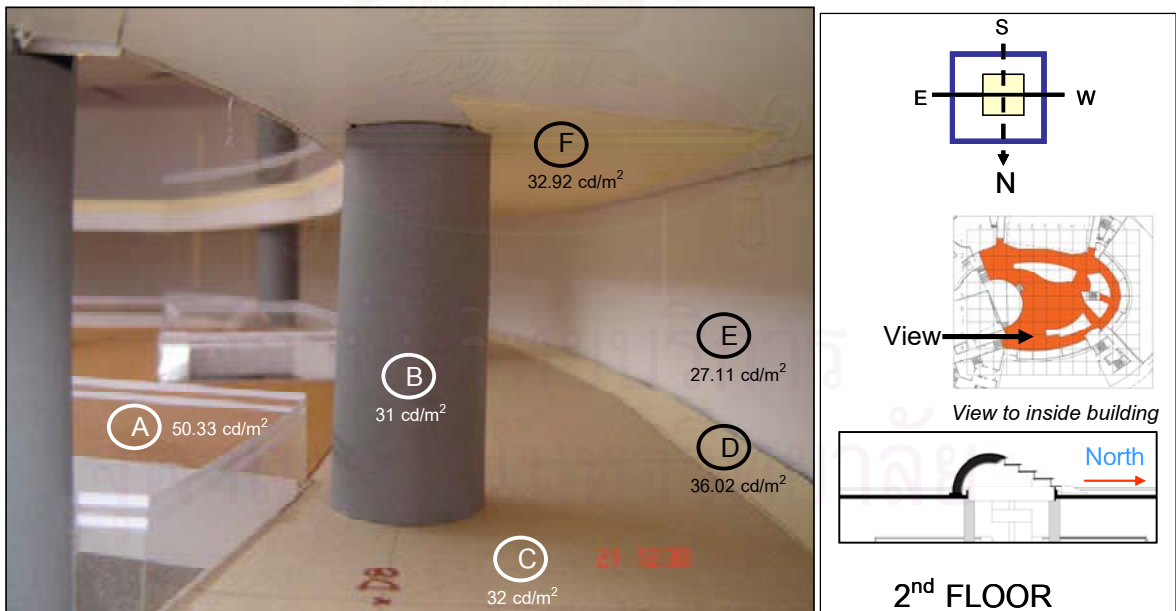 F
32.92 cd/m²
E
27.11 cd/m²
B
31 cd/m²
A 50.33 cd/m²
D
36.02 cd/m²
C
32 cd/m²
21 12:30
S
E W
N
View
View to inside building
North
2nd FLOOR